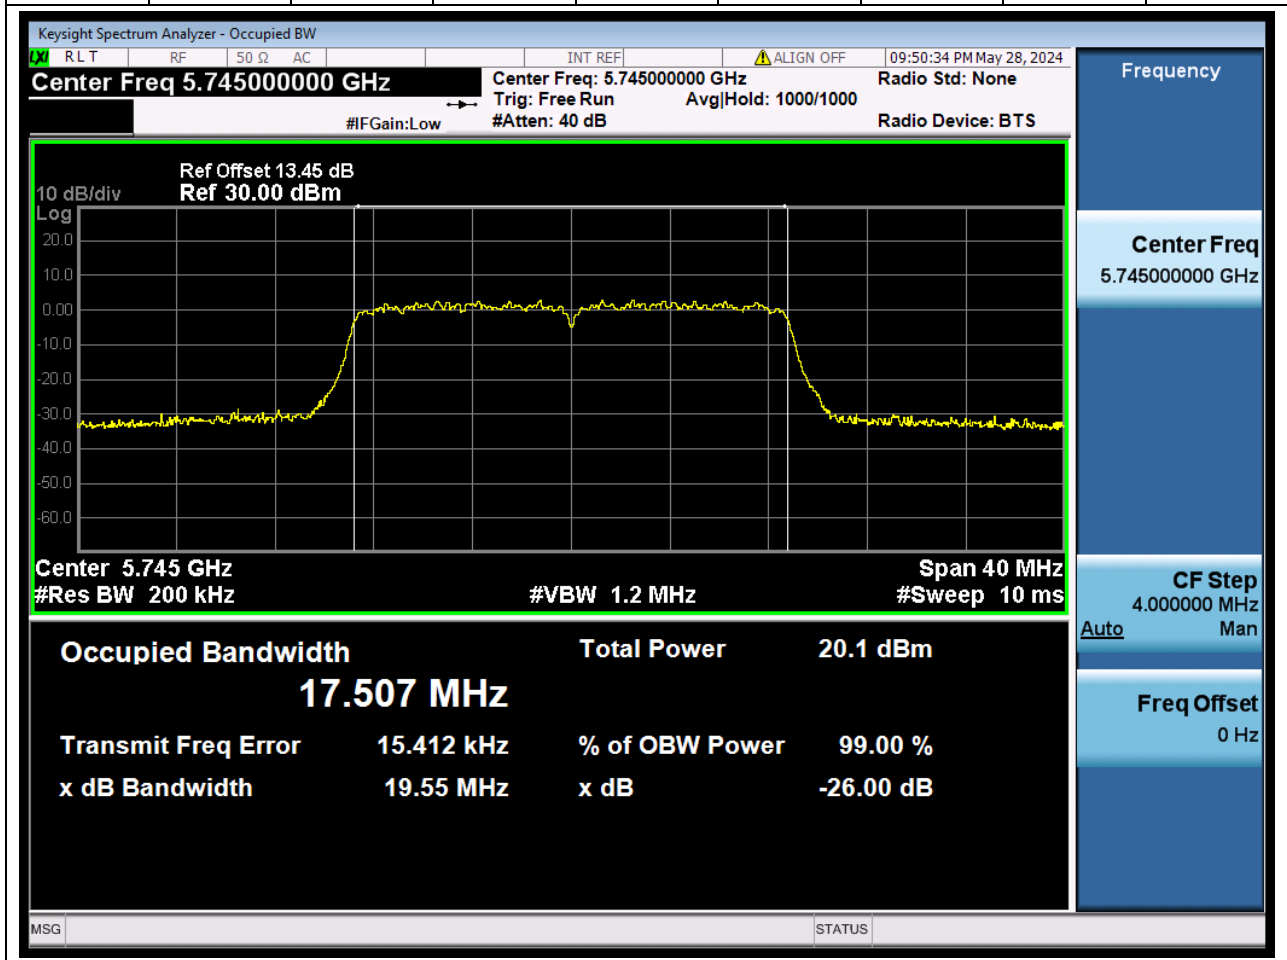 Keysight Spectrum Analyzer - Occupied BW
LXI RLT RF 50 Ω AC INT REF ALIGN OFF 09:50:34 PM May 28, 2024
Center Freq 5.745000000 GHz
Center Freq: 5.745000000 GHz
Radio Std: None
Trig: Free Run Avg|Hold: 1000/1000
#IFGain:Low #Atten: 40 dB Radio Device: BTS
Ref Offset 13.45 dB
10 dB/div Ref 30.00 dBm
Log
20.0
10.0
0.00
-10.0
-20.0
-30.0
-40.0
-50.0
-60.0
Center 5.745 GHz Span 40 MHz
#Res BW 200 kHz #VBW 1.2 MHz #Sweep 10 ms
Occupied Bandwidth Total Power 20.1 dBm
17.507 MHz
Transmit Freq Error 15.412 kHz % of OBW Power 99.00 %
x dB Bandwidth 19.55 MHz x dB -26.00 dB
Frequency
Center Freq
5.745000000 GHz
CF Step
4.000000 MHz
Auto Man
Freq Offset
0 Hz
MSG STATUS